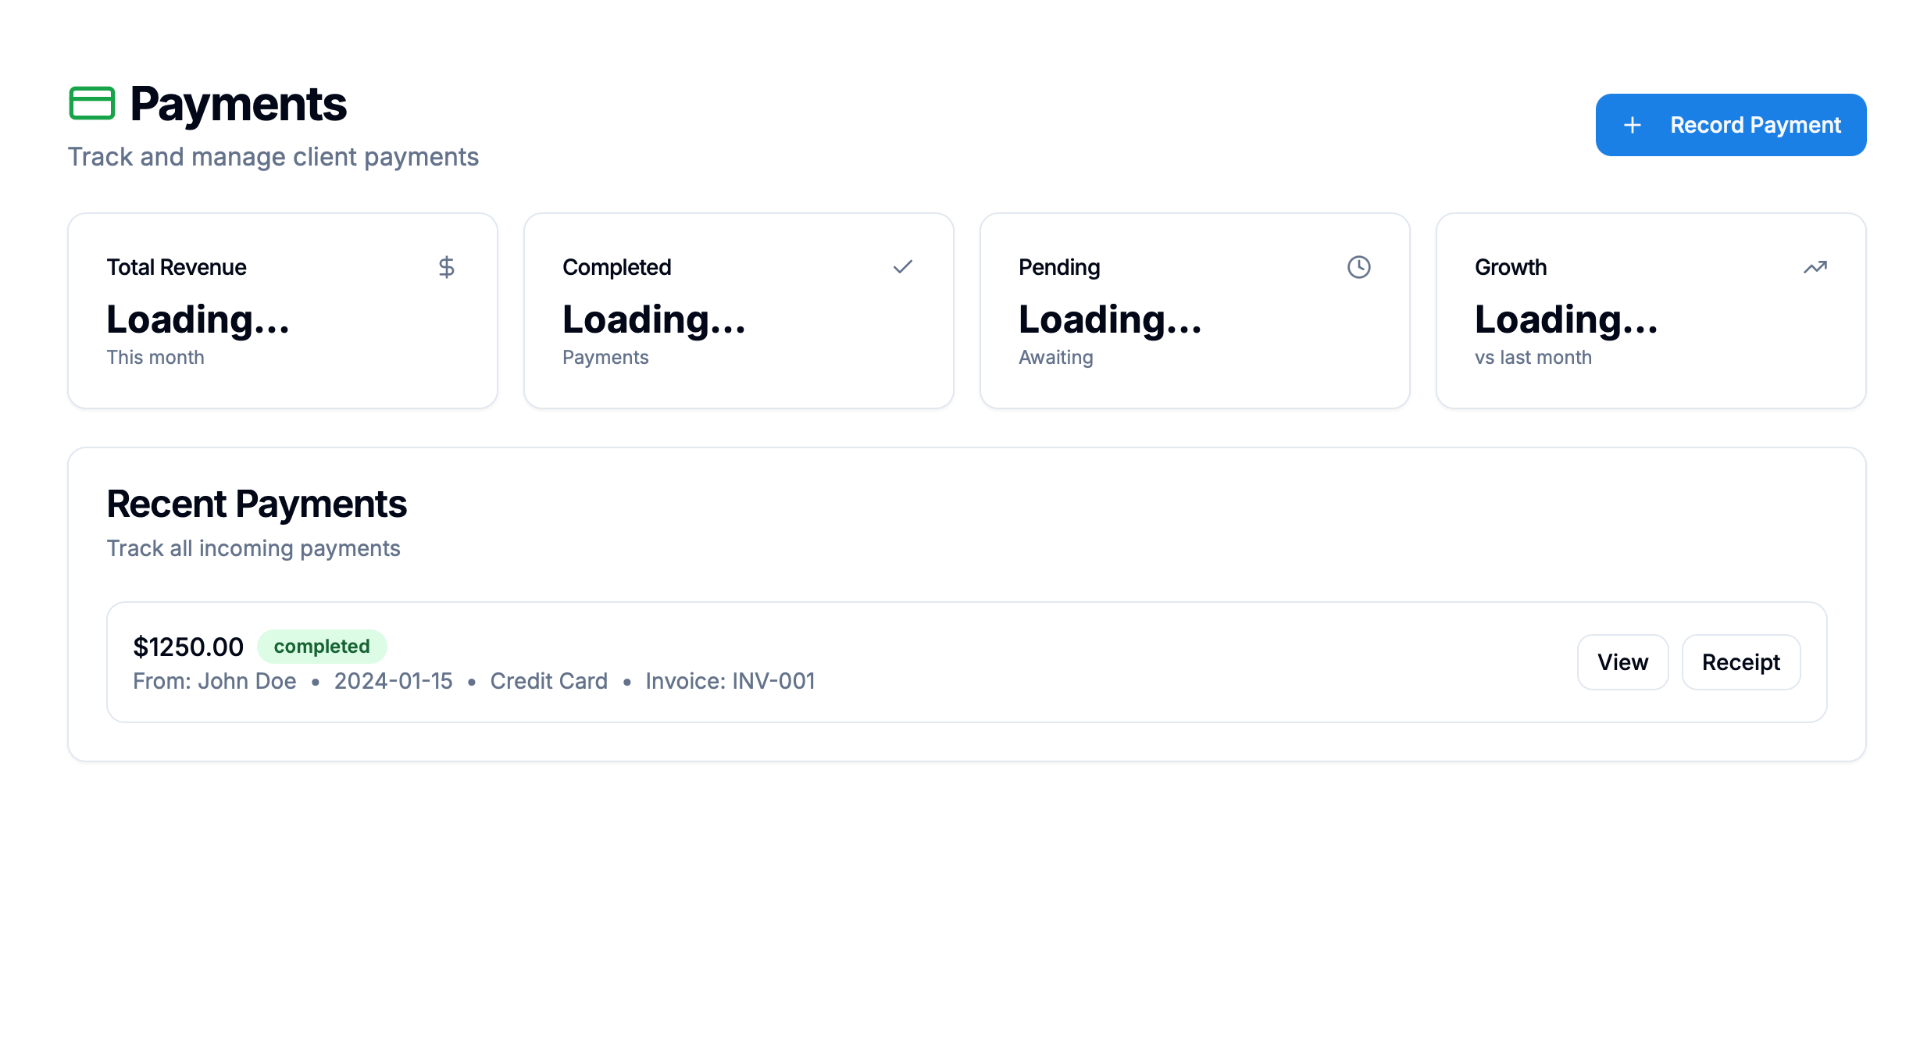 Payments
Track and manage client payments
Record Payment
Total Revenue
Loading...
This month
Completed
Loading...
Payments
Pending
Loading...
Awaiting
Growth
Loading...
vs last month
Recent Payments
Track all incoming payments
$1250.00 completed
From: John Doe • 2024-01-15 • Credit Card • Invoice: INV-001
View
Receipt